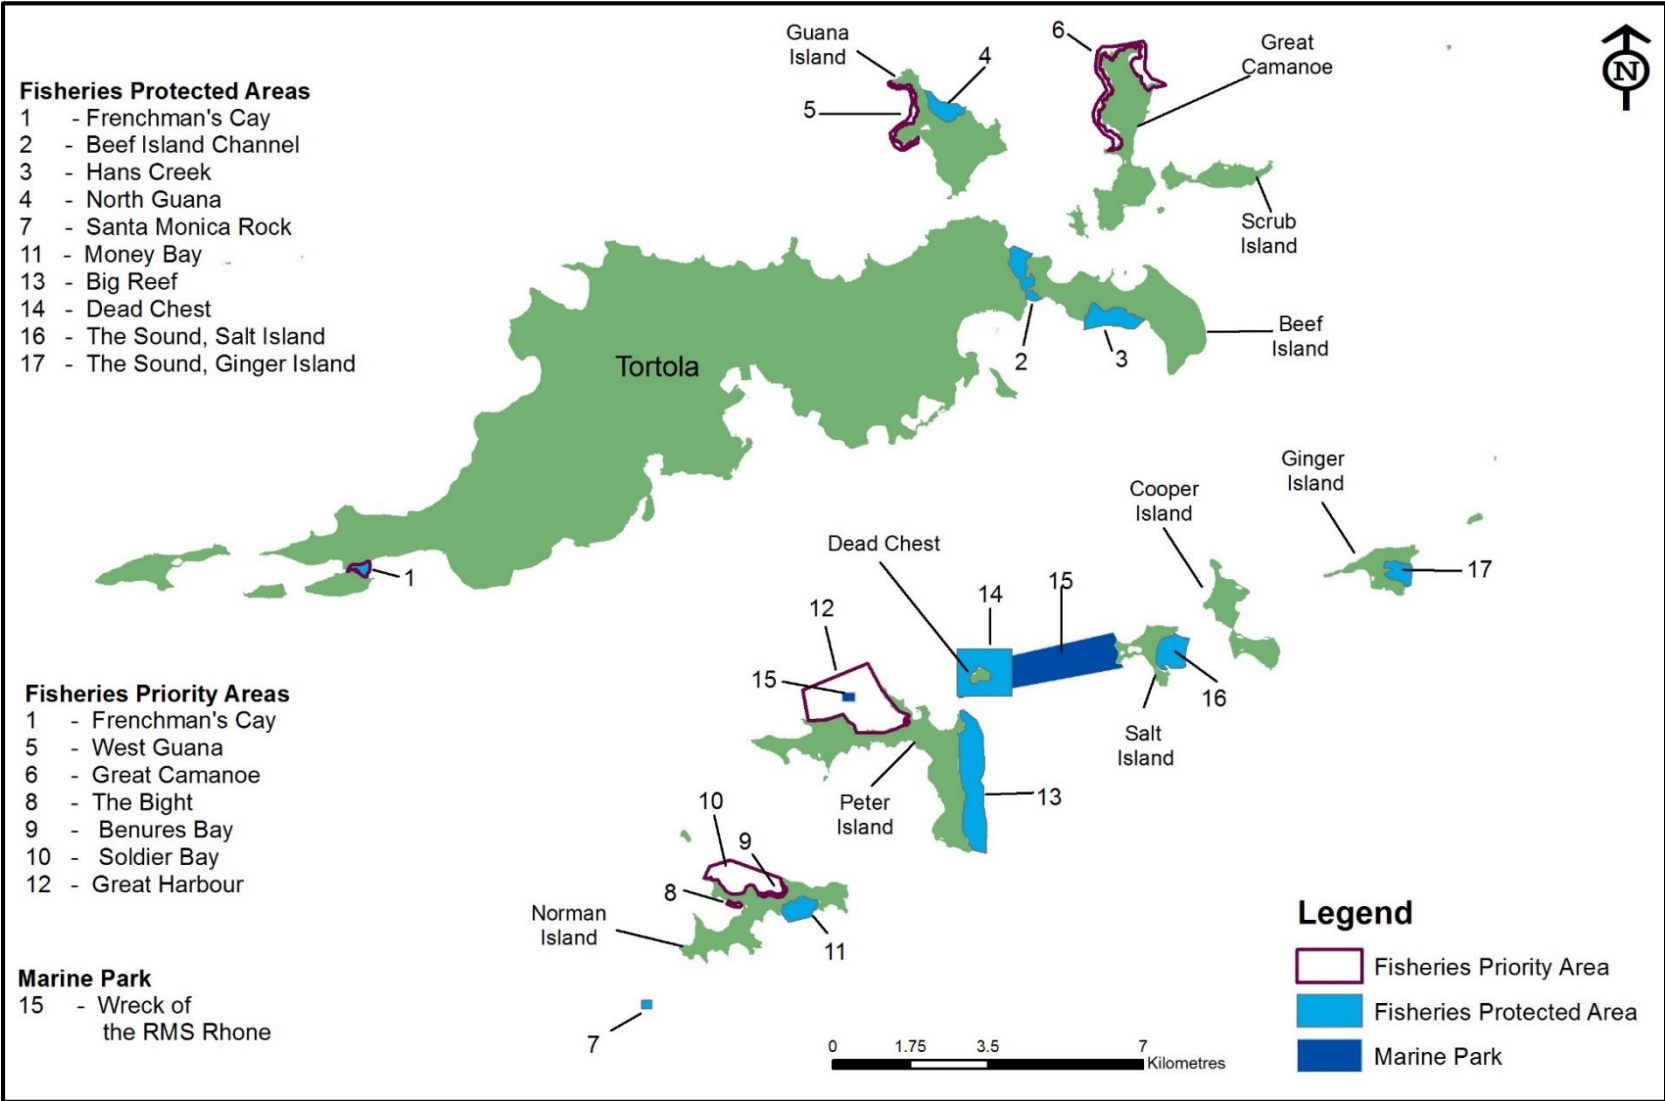 Fisheries Protected Areas
1 - Frenchman's Cay
2 - Beef Island Channel
3 - Hans Creek
4 - North Guana
7 - Santa Monica Rock
11 - Money Bay
13 - Big Reef
14 - Dead Chest
16 - The Sound, Salt Island
17 - The Sound, Ginger Island
Fisheries Priority Areas
1 - Frenchman's Cay
5 - West Guana
6 - Great Camanoe
8 - The Bight
9 - Benures Bay
10 - Soldier Bay
12 - Great Harbour
Marine Park
15 - Wreck of
the RMS Rhone
Guana
Island
4
5
6
Great
Camanoe
Scrub
Island
Tortola
2
3
Beef
Island
1
Ginger
Island
Cooper
Island
Dead Chest
14
15
17
12
15
16
Salt
Island
Peter
Island
13
10
9
8
Norman
Island
11
7
N
Legend
Fisheries Priority Area
Fisheries Protected Area
Marine Park
0 1.75 3.5 7
Kilometres